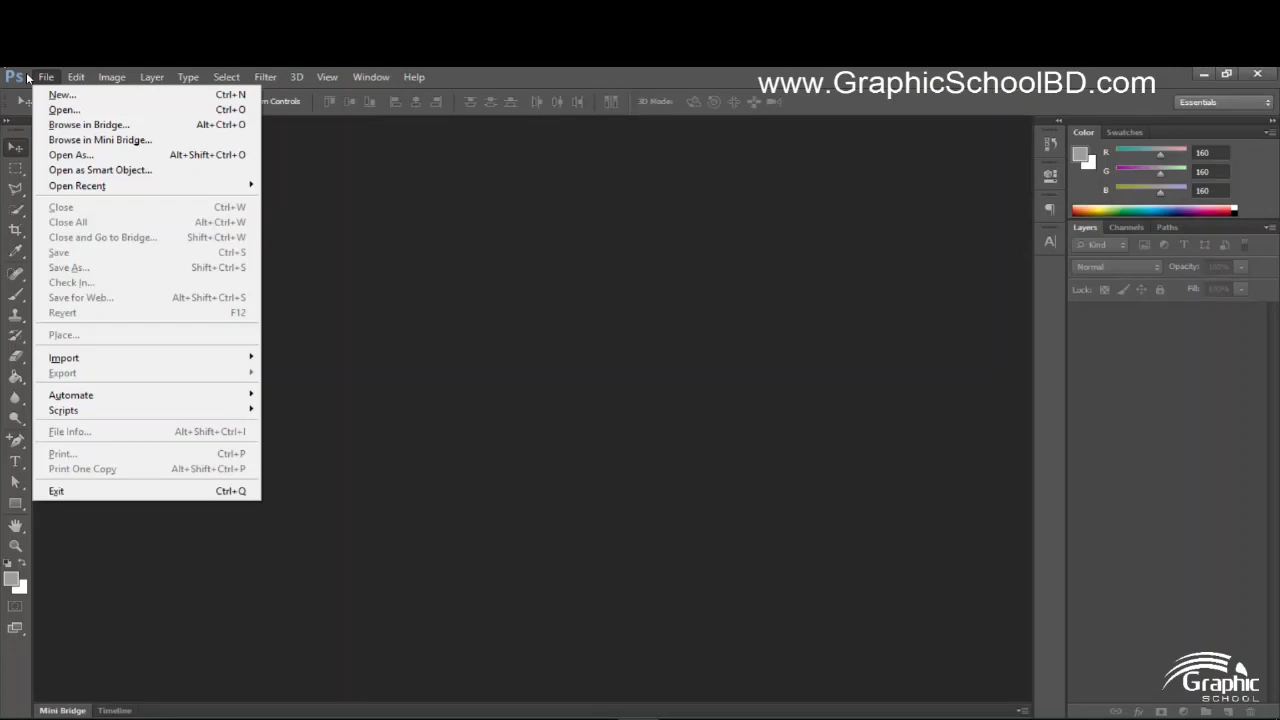 Ps File Edit Image Layer Type Select Filter 3D View Window Help
www.GraphicSchoolBD.com
m Controls
3D Mode:
Essentials
New... Ctrl+N
Open... Ctrl+O
Browse in Bridge... Alt+Ctrl+O
Browse in Mini Bridge...
Open As... Alt+Shift+Ctrl+O
Open as Smart Object...
Open Recent
Close Ctrl+W
Close All Alt+Ctrl+W
Close and Go to Bridge... Shift+Ctrl+W
Save Ctrl+S
Save As... Shift+Ctrl+S
Check In...
Save for Web... Alt+Shift+Ctrl+S
Revert F12
Place...
Import
Export
Automate
Scripts
File Info... Alt+Shift+Ctrl+I
Print... Ctrl+P
Print One Copy Alt+Shift+Ctrl+P
Exit Ctrl+Q
Color Swatches
R 160
G 160
B 160
Layers Channels Paths
Kind
Normal Opacity: 100%
Lock: Fill: 100%
Mini Bridge Timeline
Graphic
SCHOOL